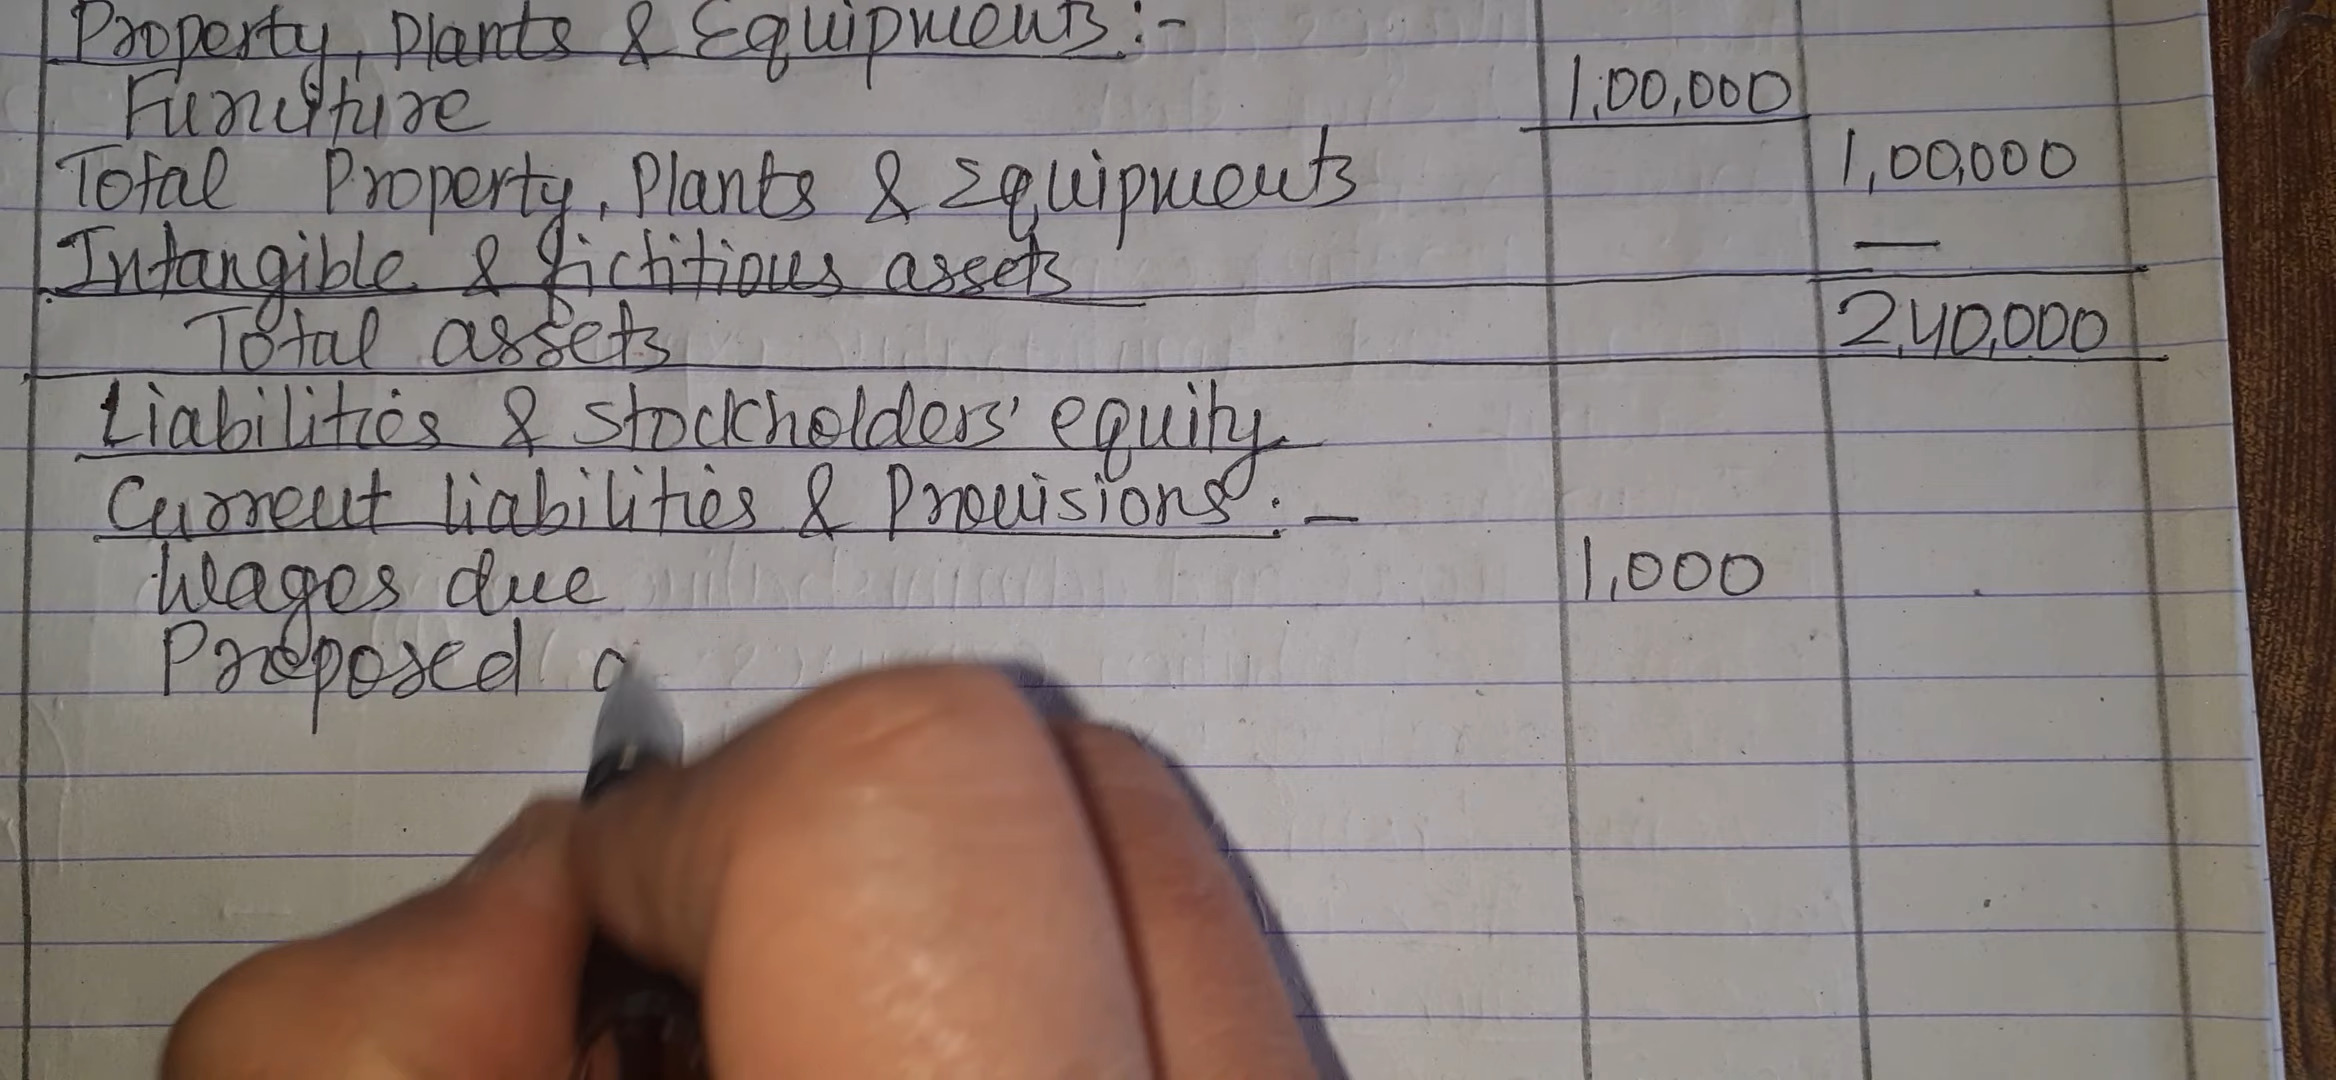 Property, Plants & Equipments:-
Furniture 1,00,000
Total Property, Plants & Equipments 1,00,000
Intangible & fictitious assets —
Total assets 2,40,000
Liabilities & stockholders' equity
Current liabilities & Provisions:-
Wages due 1,000
Proposed